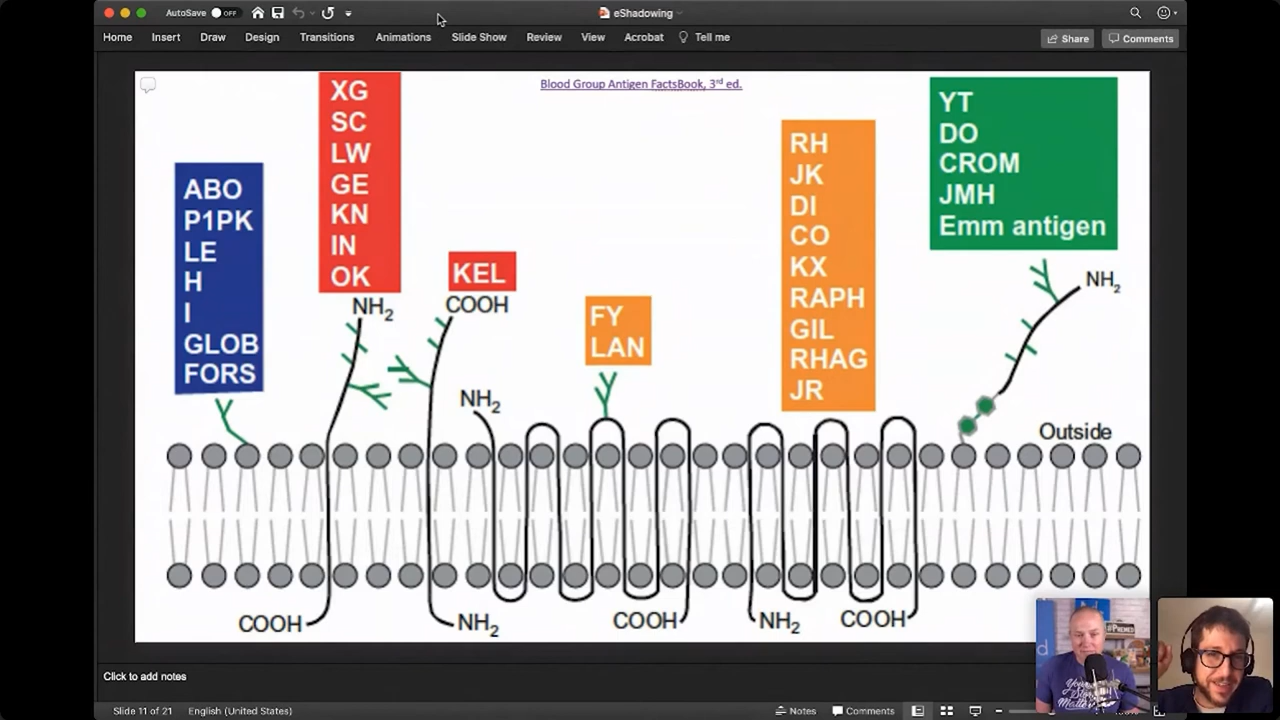 AutoSave OFF
eShadowing
Home Insert Draw Design Transitions Animations Slide Show Review View Acrobat Tell me
Share Comments
Blood Group Antigen FactsBook, 3rd ed.
ABO
P1PK
LE
H
I
GLOB
FORS
XG
SC
LW
GE
KN
IN
OK
NH2
KEL
COOH
NH2
FY
LAN
RH
JK
DI
CO
KX
RAPH
GIL
RHAG
JR
YT
DO
CROM
JMH
Emm antigen
NH2
Outside
COOH
NH2
COOH
NH2
COOH
#PREMED
Your
Story
Matters
Click to add notes
Slide 11 of 21 English (United States)
Notes Comments